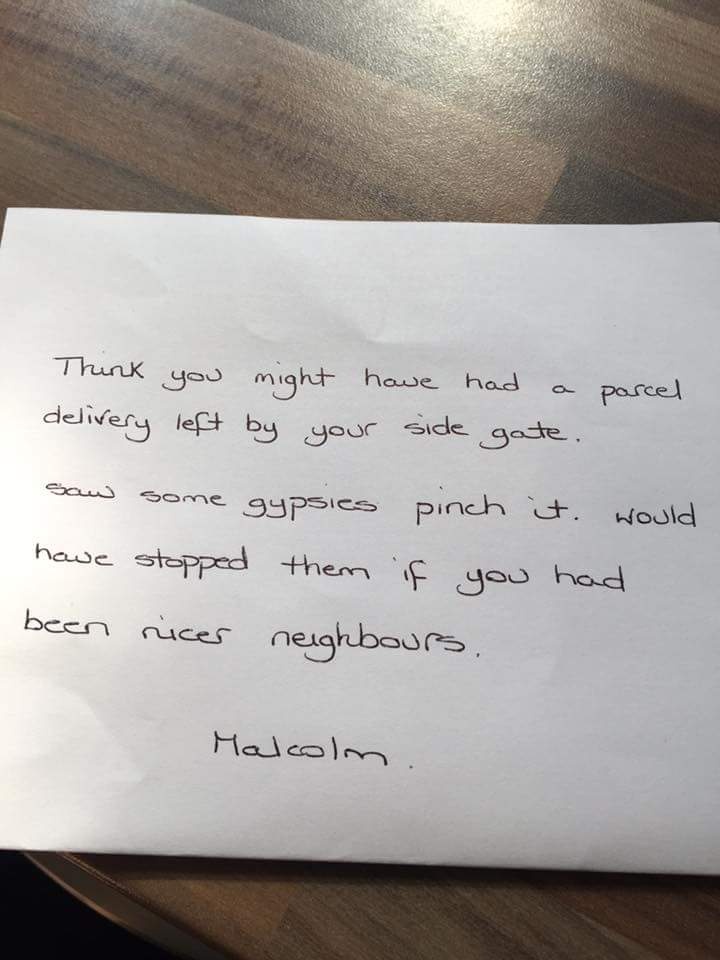 Think you might have had a parcel
delivery left by your side gate.
saw some gypsies pinch it. would
have stopped them if you had
been nicer neighbours.
Malcolm.